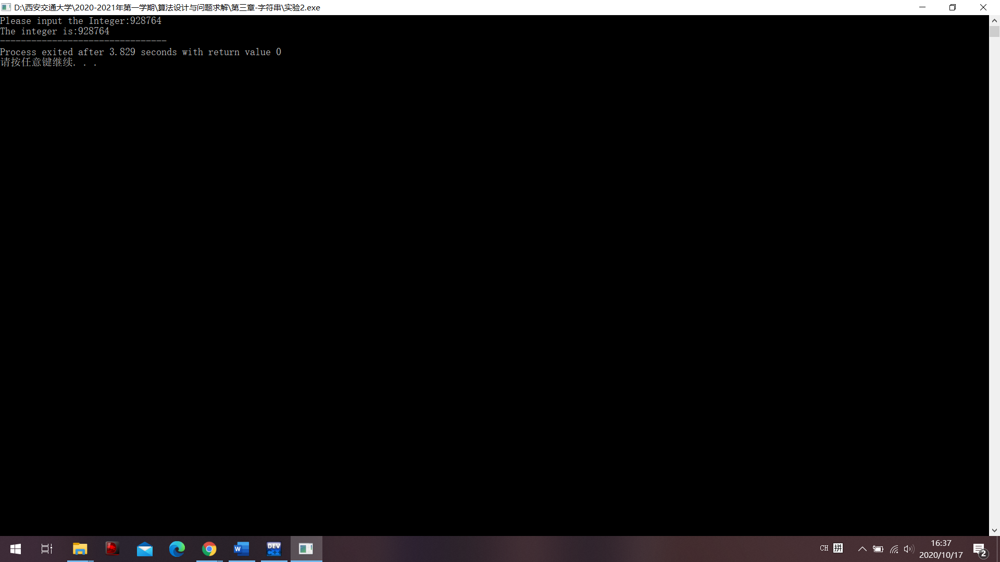 D:\西安交通大学\2020-2021年第一学期\算法设计与问题求解\第三章-字符串\实验2.exe
Please input the Integer:928764
The integer is:928764
--------------------------------
Process exited after 3.829 seconds with return value 0
请按任意键继续. . .
W
DEV
C++
CH 拼
16:37
2020/10/17
2